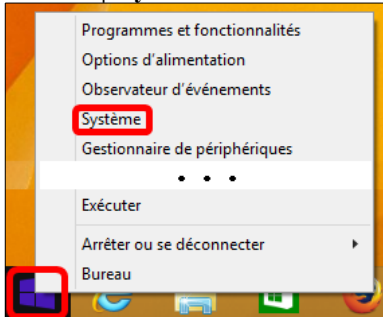 Programmes et fonctionnalités
Options d'alimentation
Observateur d'événements
Système
Gestionnaire de périphériques
• • •
Exécuter
Arrêter ou se déconnecter
Bureau